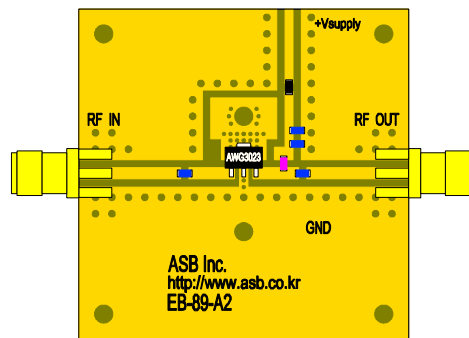 +Vsupply
RF IN
RF OUT
AWG3023
GND
ASB Inc.
http://www.asb.co.kr
EB-89-A2